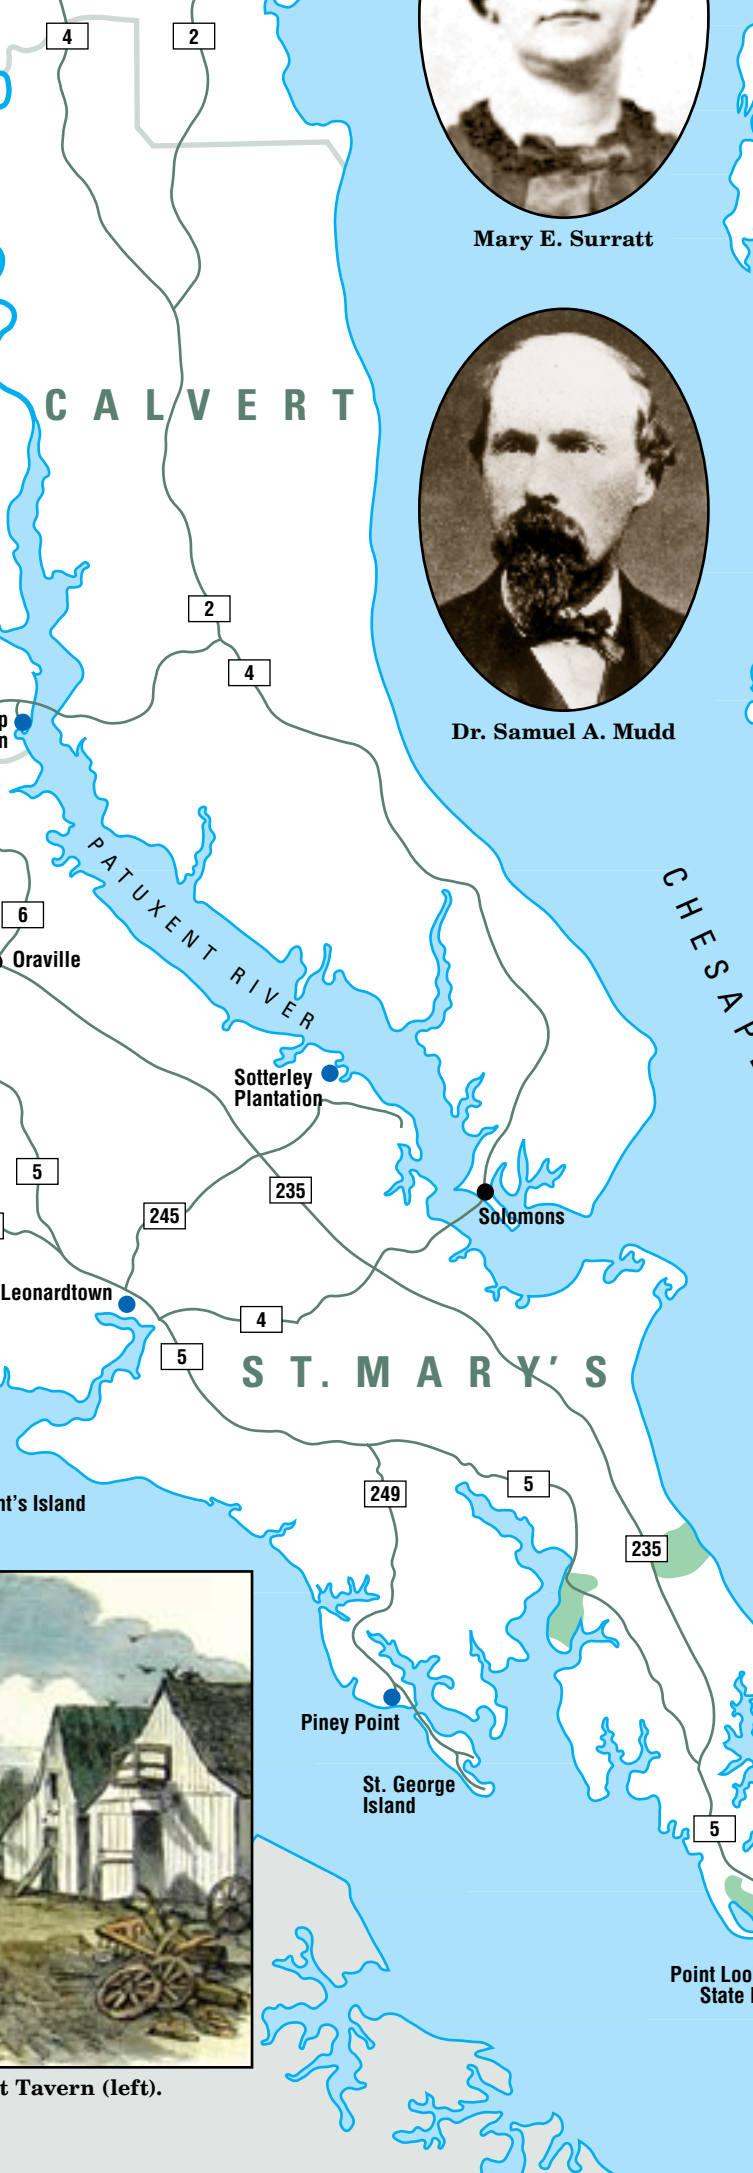 4
2
Mary E. Surratt
CALVERT
2
4
Dr. Samuel A. Mudd
PATUXENT RIVER
6
Oraville
Sotterley
Plantation
5
245
235
Solomons
Leonardtown
4
5
ST. MARY'S
249
5
235
Piney Point
St. George
Island
5
Tavern (left).
Island
Point
State